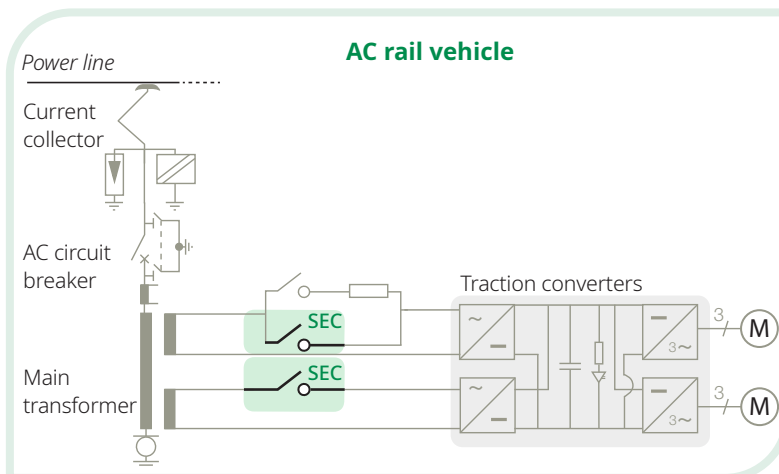 AC rail vehicle
Power line
Current
collector
AC circuit
breaker
Traction converters
SEC
SEC
Main
transformer
~
~
3~
3~
3
M
3
M